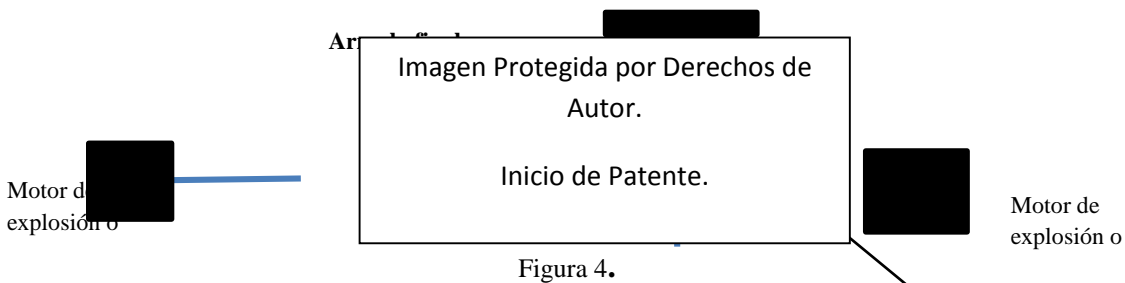 Imagen Protegida por Derechos de
Autor.
Inicio de Patente.
Motor de
explosión o
Motor de
explosión o
Figura 4.